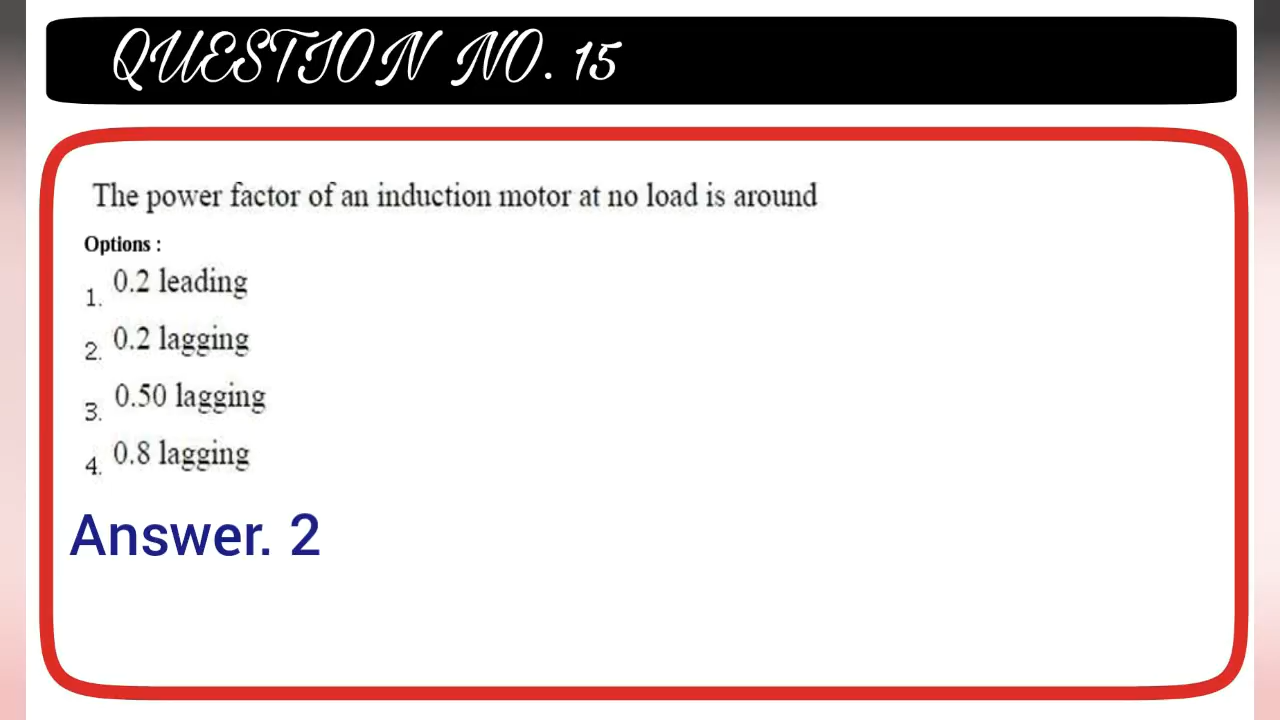 QUESTION NO. 15
The power factor of an induction motor at no load is around
Options :
1. 0.2 leading
2. 0.2 lagging
3. 0.50 lagging
4. 0.8 lagging
Answer. 2